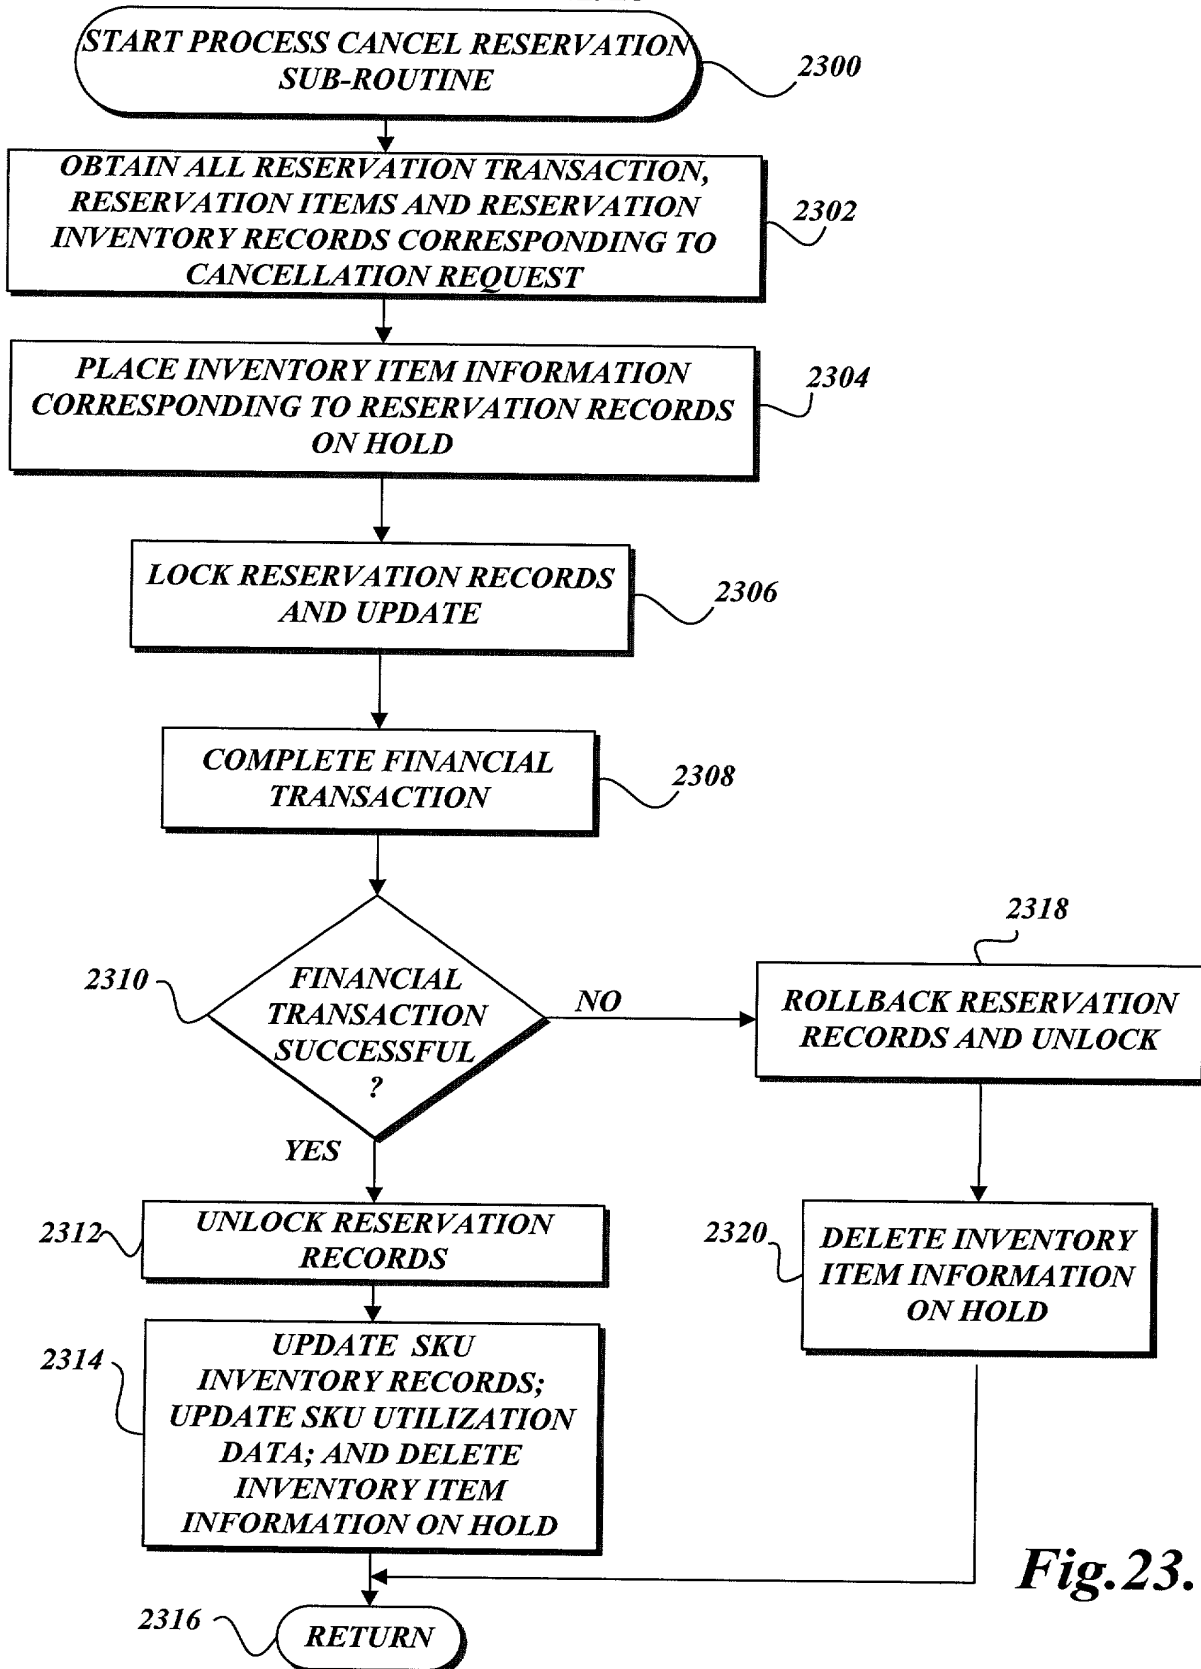 START PROCESS CANCEL RESERVATION
SUB-ROUTINE
2300
OBTAIN ALL RESERVATION TRANSACTION,
RESERVATION ITEMS AND RESERVATION
INVENTORY RECORDS CORRESPONDING TO
CANCELLATION REQUEST
2302
PLACE INVENTORY ITEM INFORMATION
CORRESPONDING TO RESERVATION RECORDS
ON HOLD
2304
LOCK RESERVATION RECORDS
AND UPDATE
2306
COMPLETE FINANCIAL
TRANSACTION
2308
2310
FINANCIAL
TRANSACTION
SUCCESSFUL
?
NO
YES
2318
ROLLBACK RESERVATION
RECORDS AND UNLOCK
2312
UNLOCK RESERVATION
RECORDS
2320
DELETE INVENTORY
ITEM INFORMATION
ON HOLD
2314
UPDATE SKU
INVENTORY RECORDS;
UPDATE SKU UTILIZATION
DATA; AND DELETE
INVENTORY ITEM
INFORMATION ON HOLD
2316
RETURN
Fig.23.